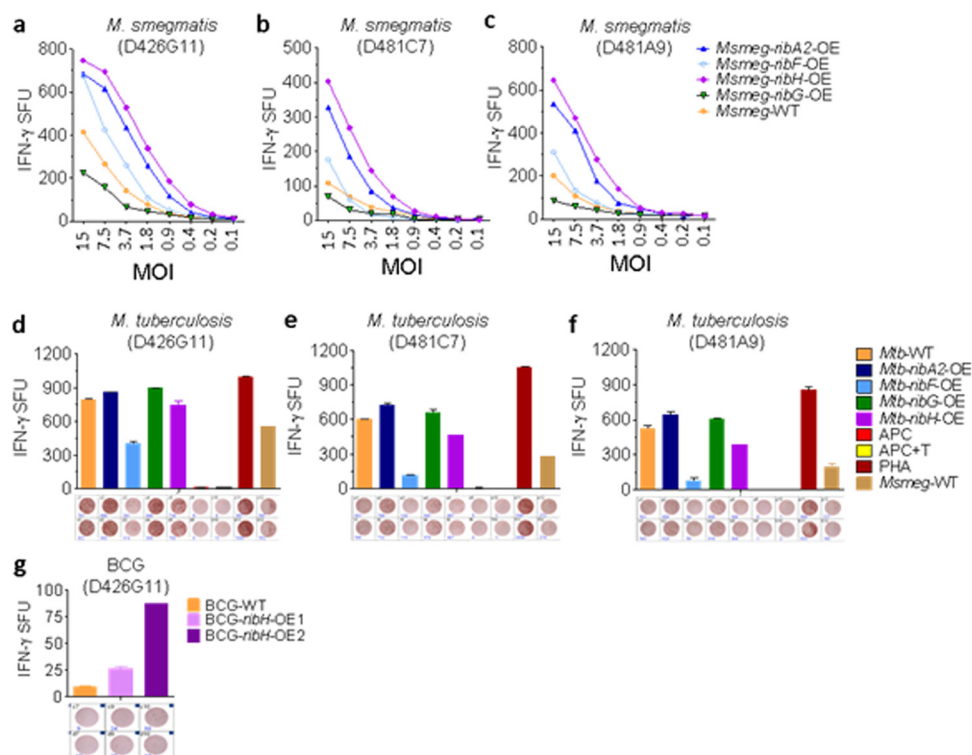 a
M. smegmatis
(D426G11)
IFN-γ SFU
800
600
400
200
0
15
7.5
3.7
1.8
0.9
0.4
0.2
0.1
MOI
b
M. smegmatis
(D481C7)
IFN-γ SFU
500
400
300
200
100
0
15
7.5
3.7
1.8
0.9
0.4
0.2
0.1
MOI
c
M. smegmatis
(D481A9)
IFN-γ SFU
800
600
400
200
0
15
7.5
3.7
1.8
0.9
0.4
0.2
0.1
MOI
Msmeg-ribA2-OE
Msmeg-ribF-OE
Msmeg-ribH-OE
Msmeg-ribG-OE
Msmeg-WT
d
M. tuberculosis
(D426G11)
IFN-γ SFU
1200
900
600
300
0
e
M. tuberculosis
(D481C7)
IFN-γ SFU
1200
900
600
300
0
f
M. tuberculosis
(D481A9)
IFN-γ SFU
1200
900
600
300
0
Mtb-WT
Mtb-ribA2-OE
Mtb-ribF-OE
Mtb-ribG-OE
Mtb-ribH-OE
APC
APC+T
PHA
Msmeg-WT
g
BCG
(D426G11)
IFN-γ SFU
100
75
50
25
0
BCG-WT
BCG-ribH-OE1
BCG-ribH-OE2